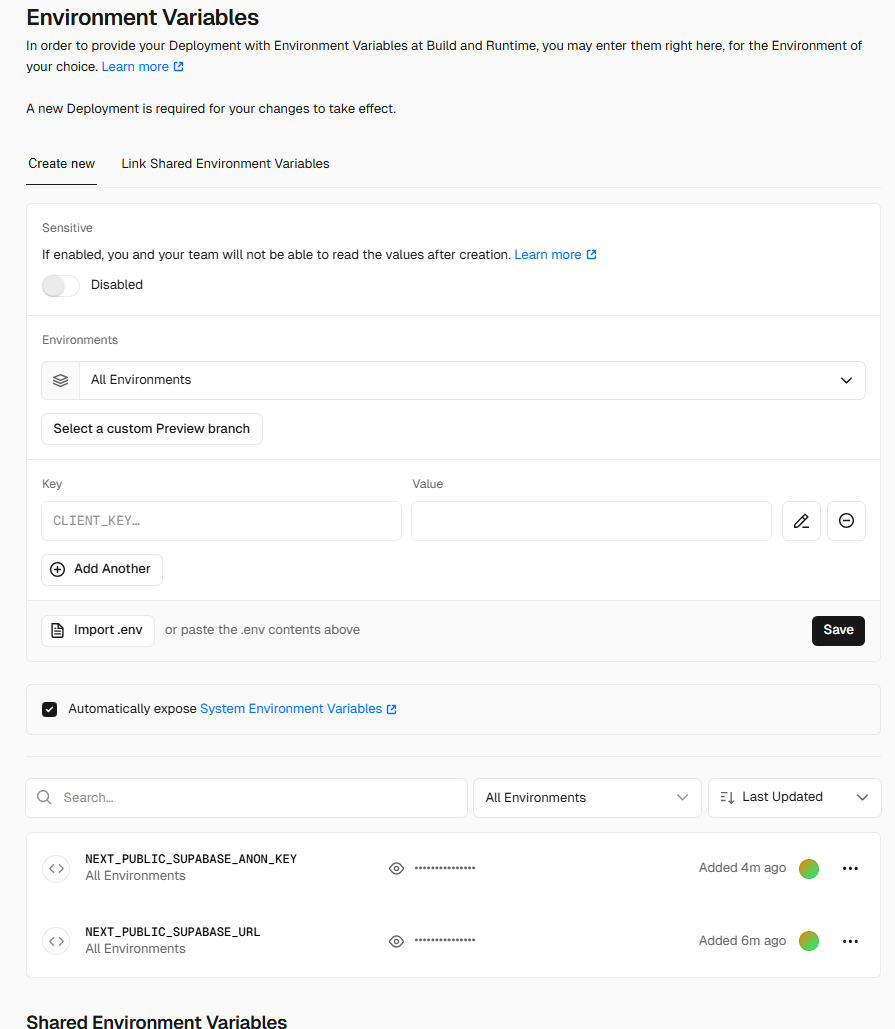 Environment Variables
In order to provide your Deployment with Environment Variables at Build and Runtime, you may enter them right here, for the Environment of
your choice. Learn more
A new Deployment is required for your changes to take effect.
Create new
Link Shared Environment Variables
Sensitive
If enabled, you and your team will not be able to read the values after creation. Learn more
Disabled
Environments
All Environments
Select a custom Preview branch
Key
Value
CLIENT_KEY…
Add Another
Import .env
or paste the .env contents above
Save
Automatically expose System Environment Variables
Search…
All Environments
Last Updated
NEXT_PUBLIC_SUPABASE_ANON_KEY
All Environments
•••••••••••••••
Added 4m ago
NEXT_PUBLIC_SUPABASE_URL
All Environments
•••••••••••••••
Added 6m ago
Shared Environment Variables